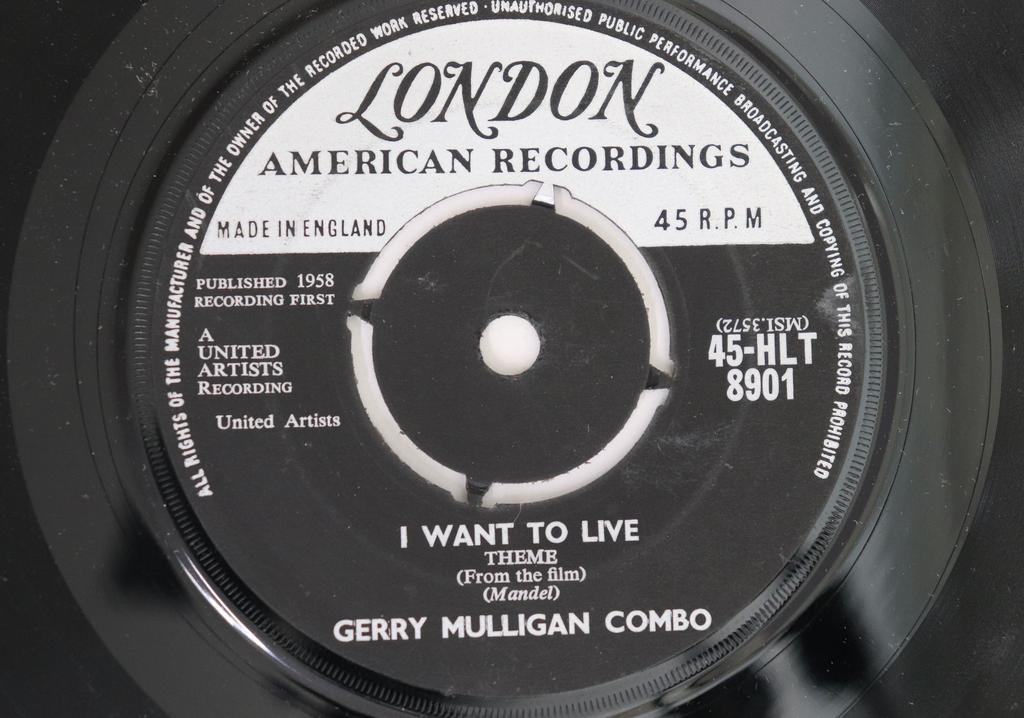 ALL RIGHTS OF THE MANUFACTURER AND OF THE OWNER OF THE RECORDED WORK RESERVED · UNAUTHORISED PUBLIC PERFORMANCE BROADCASTING AND COPYING OF THIS RECORD PROHIBITED
LONDON
AMERICAN RECORDINGS
MADE IN ENGLAND
45 R.P.M
PUBLISHED 1958
RECORDING FIRST
A
UNITED
ARTISTS
RECORDING
United Artists
(MSI.3572)
45-HLT
8901
I WANT TO LIVE
THEME
(From the film)
(Mandel)
GERRY MULLIGAN COMBO